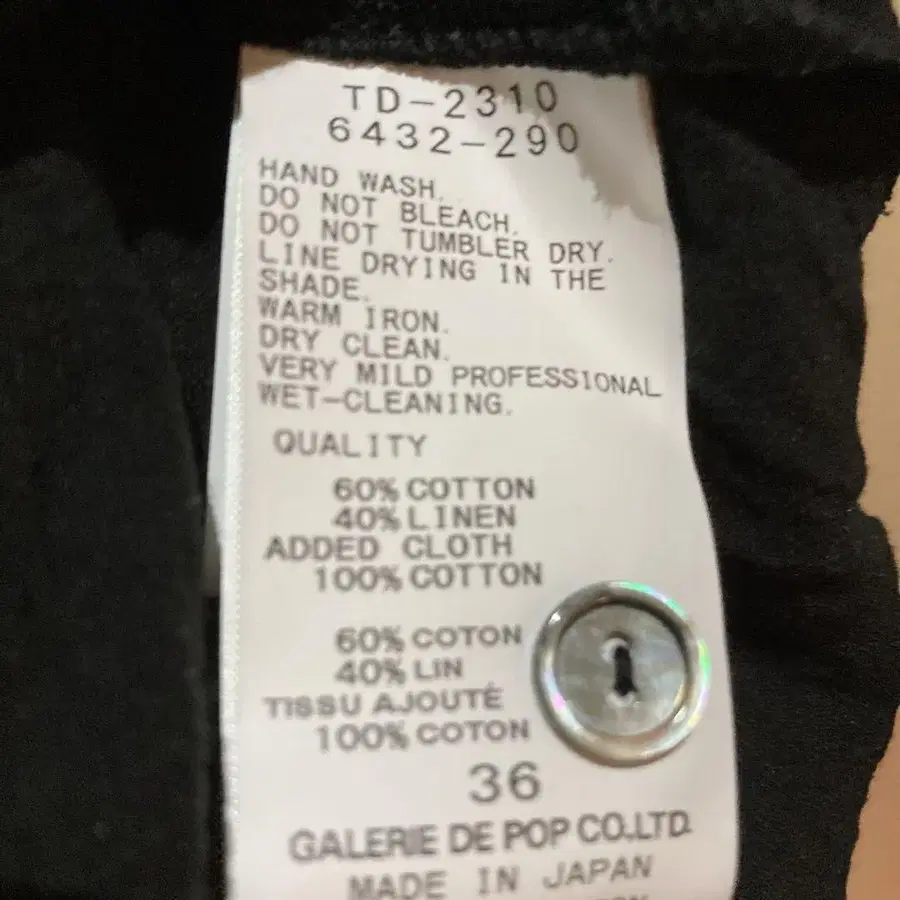 TD-2310
6432-290
HAND WASH.
DO NOT BLEACH.
DO NOT TUMBLER DRY.
LINE DRYING IN THE
SHADE.
WARM IRON.
DRY CLEAN.
VERY MILD PROFESSIONAL
WET-CLEANING.
QUALITY
60% COTTON
40% LINEN
ADDED CLOTH
100% COTTON
60% COTON
40% LIN
TISSU AJOUTÉ
100% COTON
36
GALERIE DE POP CO.LTD.
MADE IN JAPAN